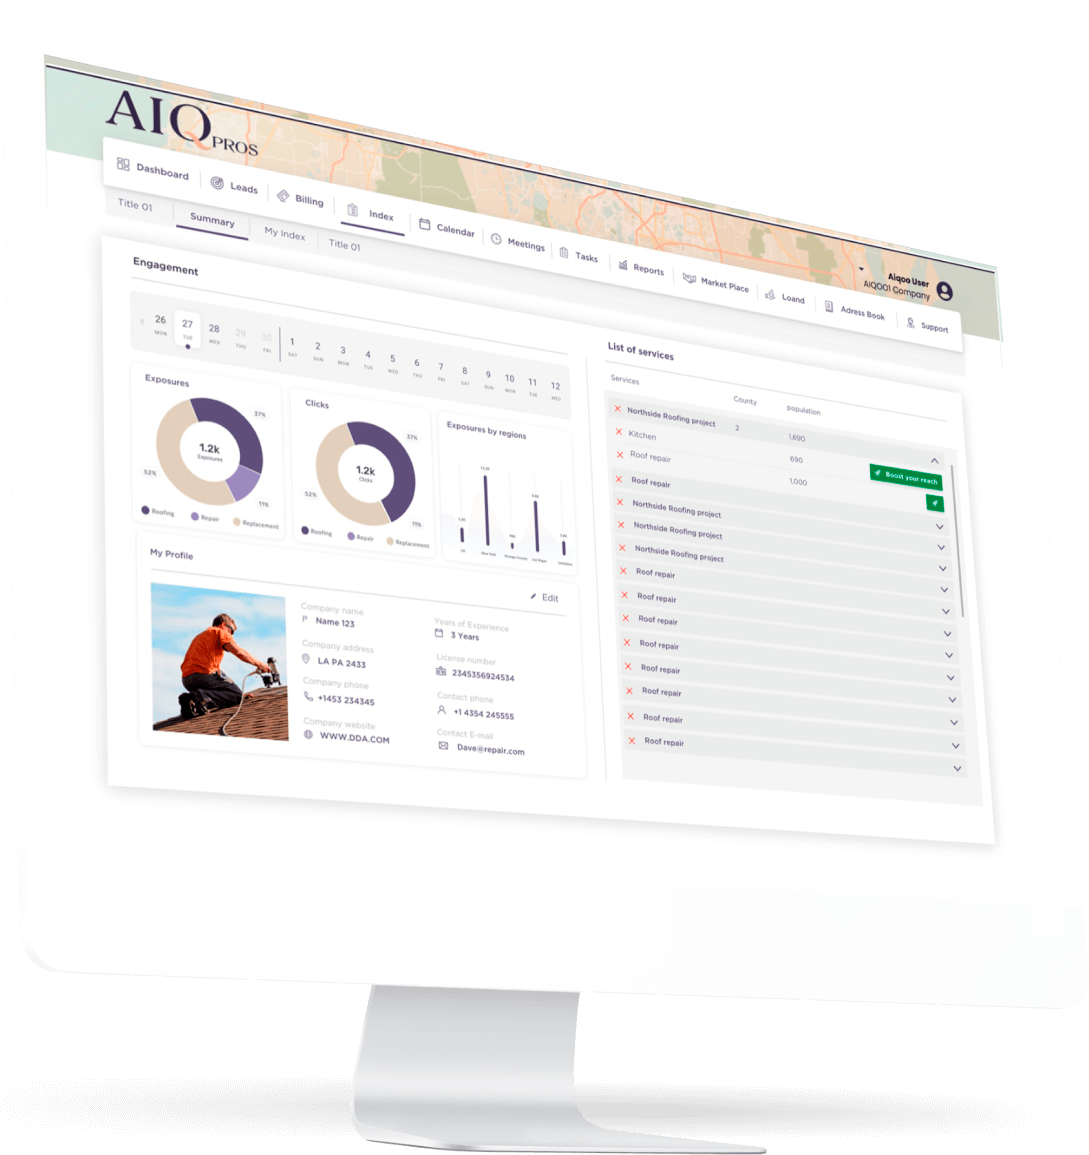 AIQ PROS
Dashboard
Leads
Billing
Index
Calendar
Meetings
Tasks
Reports
Market Place
Loand
Adress Book
Support
Aiqoo User
AIQ001 Company
Title 01
Summary
My Index
Title 01
Engagement
26 MON
27 TUE
28 WED
29 THU
30 FRI
1 SAT
2 SUN
3 MON
4 TUE
5 WED
6 THU
7 FRI
8 SAT
9 SUN
10 MON
11 TUE
12 WED
Exposures
37%
1.2k
Exposures
52%
11%
Roofing
Repair
Replacement
Clicks
37%
1.2k
Clicks
52%
11%
Roofing
Repair
Replacement
Exposures by regions
New York
Orange County
Las Vegas
My Profile
Edit
Company name
Name 123
Company address
LA PA 2433
Company phone
+1453 234345
Company website
WWW.DDA.COM
Years of Experience
3 Years
License number
2345356924534
Contact phone
+1 4354 245555
Contact E-mail
Dave@repair.com
List of services
Services
County
population
Northside Roofing project
2
1,690
Kitchen
690
Roof repair
1,000
Boost your reach
Roof repair
Northside Roofing project
Northside Roofing project
Northside Roofing project
Roof repair
Roof repair
Roof repair
Roof repair
Roof repair
Roof repair
Roof repair
Roof repair